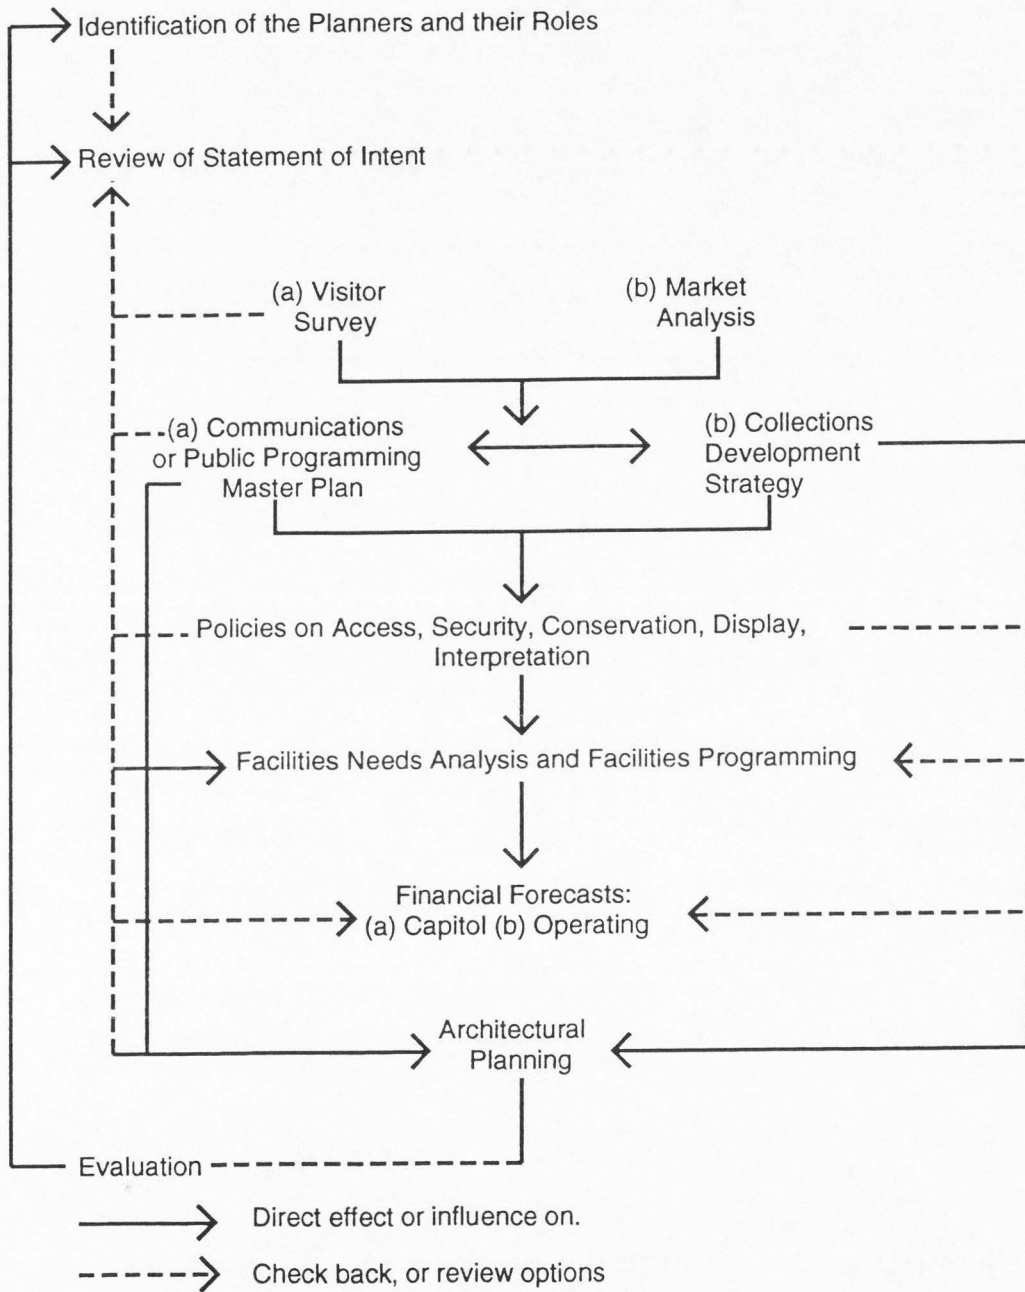 Identification of the Planners and their Roles
Review of Statement of Intent
(a) Visitor
Survey
(b) Market
Analysis
(a) Communications
or Public Programming
Master Plan
(b) Collections
Development
Strategy
Policies on Access, Security, Conservation, Display,
Interpretation
Facilities Needs Analysis and Facilities Programming
Financial Forecasts:
(a) Capitol (b) Operating
Architectural
Planning
Evaluation
Direct effect or influence on.
Check back, or review options